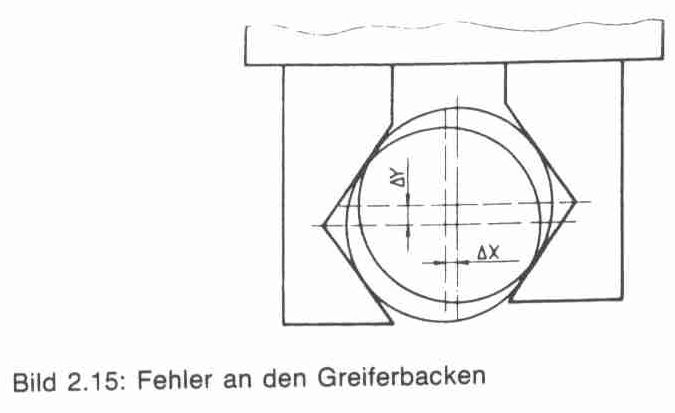 ΔY
ΔX
Bild 2.15: Fehler an den Greiferbacken